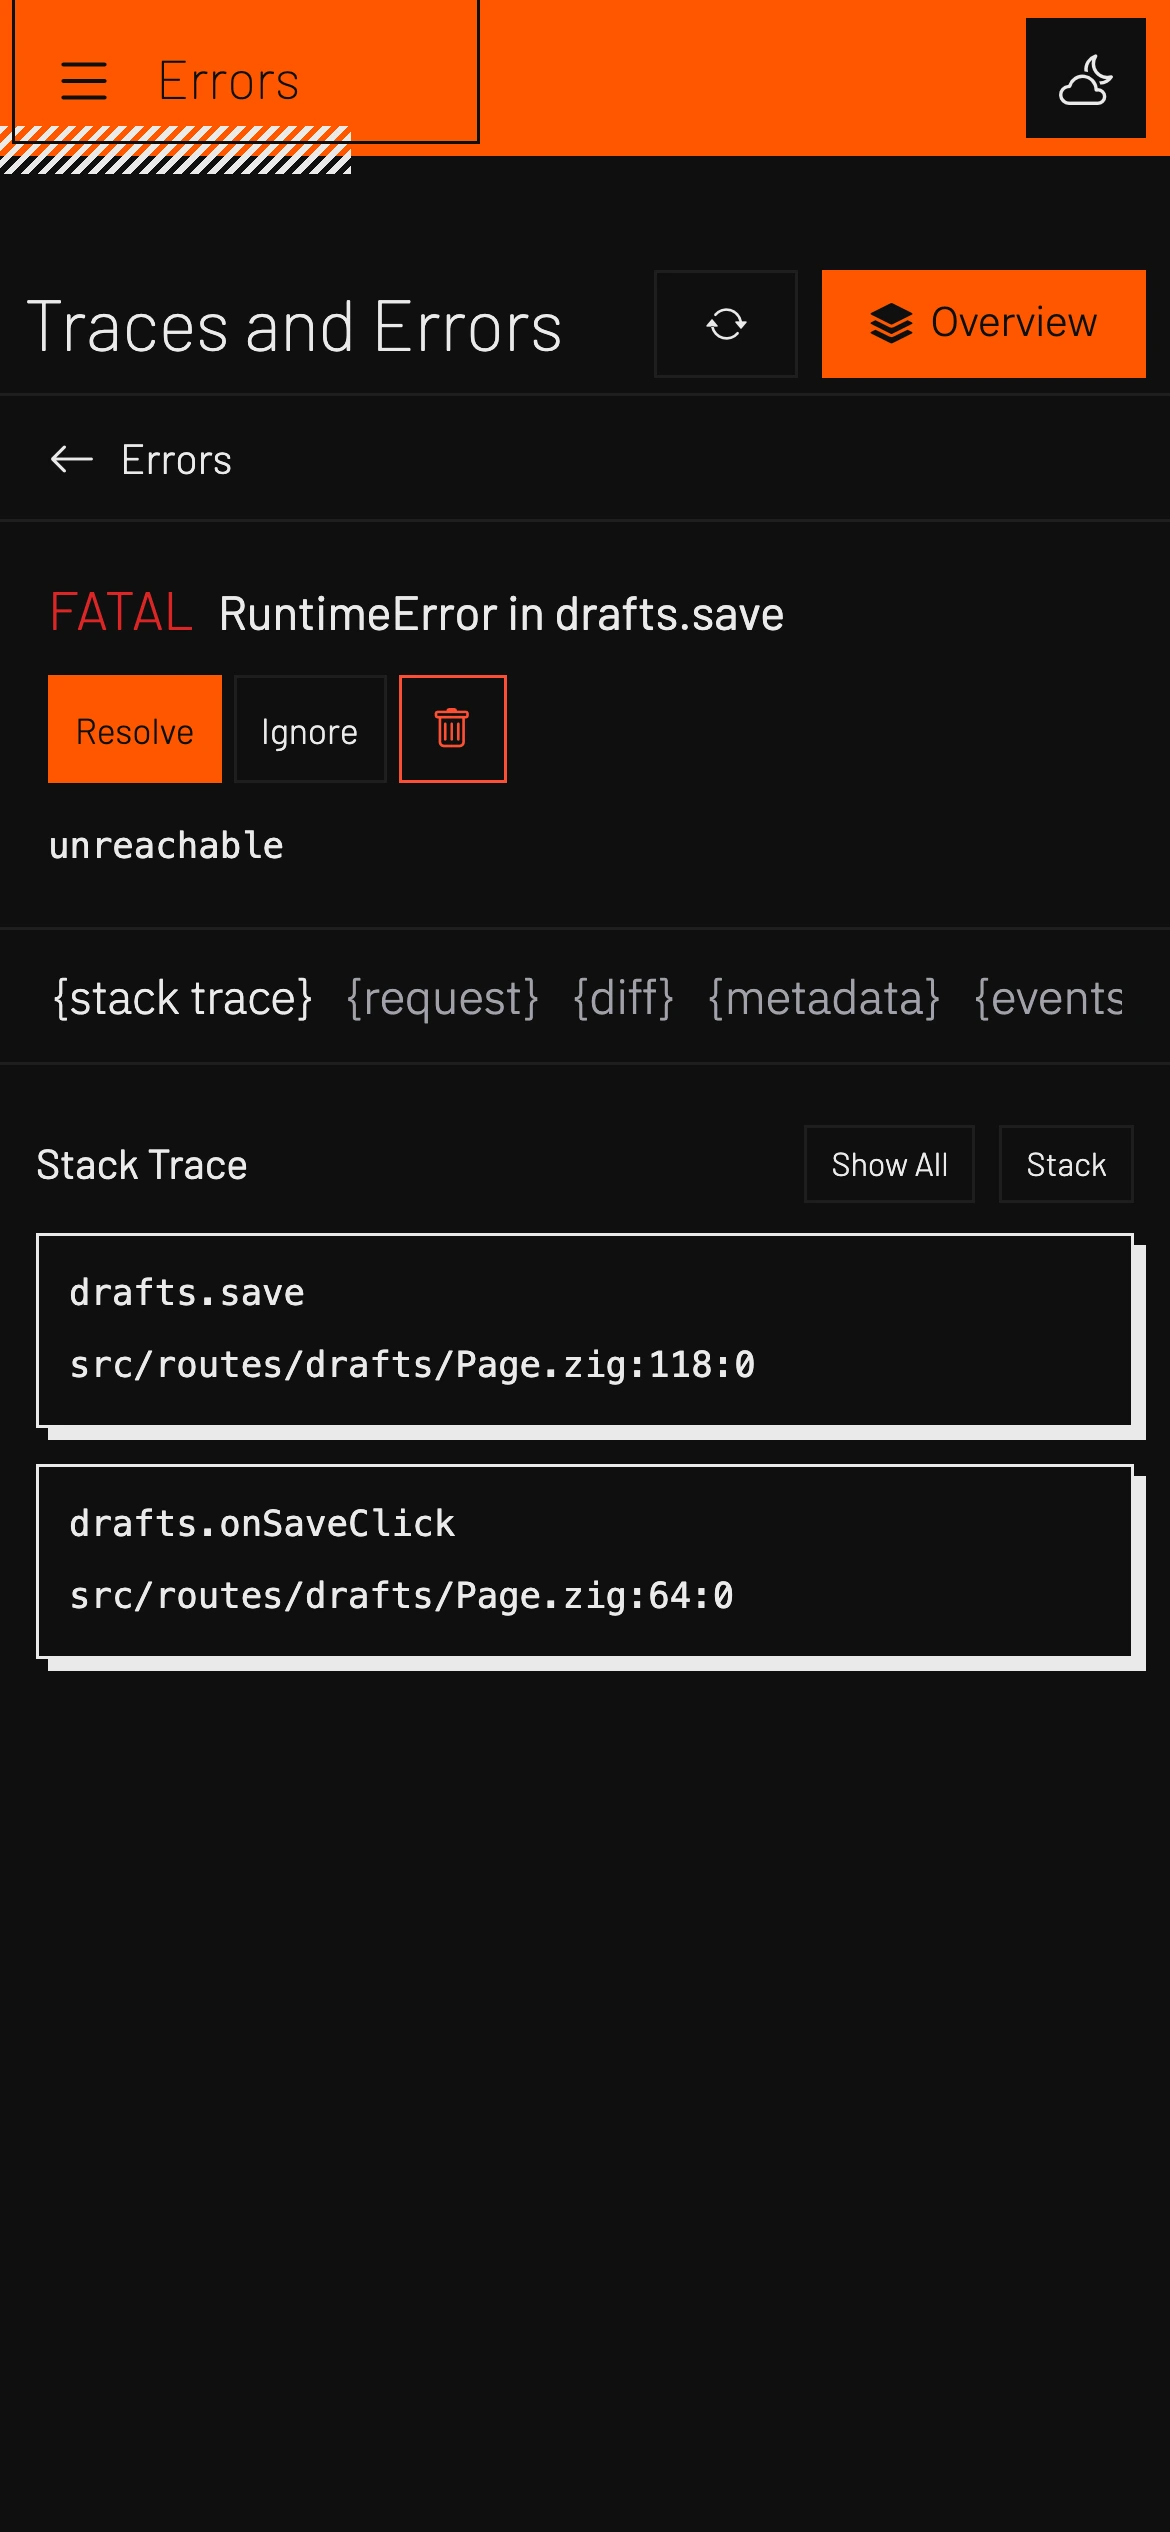 Errors
Traces and Errors
Overview
Errors
FATAL RuntimeError in drafts.save
Resolve Ignore
unreachable
{stack trace} {request} {diff} {metadata} {events
Stack Trace
Show All Stack
drafts.save
src/routes/drafts/Page.zig:118:0
drafts.onSaveClick
src/routes/drafts/Page.zig:64:0